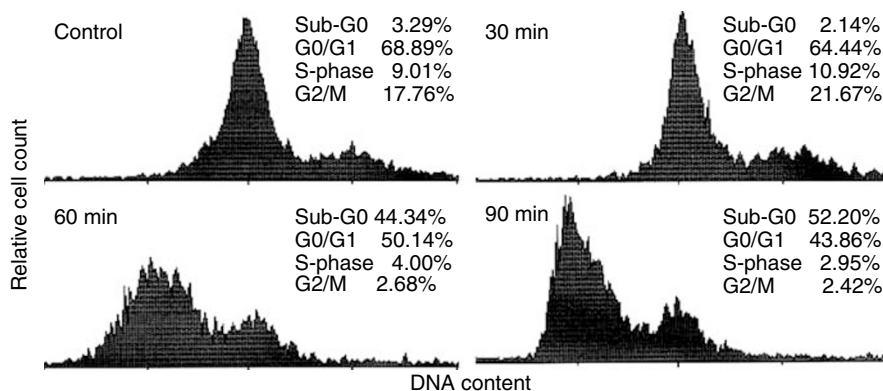 Control
Sub-G0 3.29%
G0/G1 68.89%
S-phase 9.01%
G2/M 17.76%
30 min
Sub-G0 2.14%
G0/G1 64.44%
S-phase 10.92%
G2/M 21.67%
60 min
Sub-G0 44.34%
G0/G1 50.14%
S-phase 4.00%
G2/M 2.68%
90 min
Sub-G0 52.20%
G0/G1 43.86%
S-phase 2.95%
G2/M 2.42%
Relative cell count
DNA content